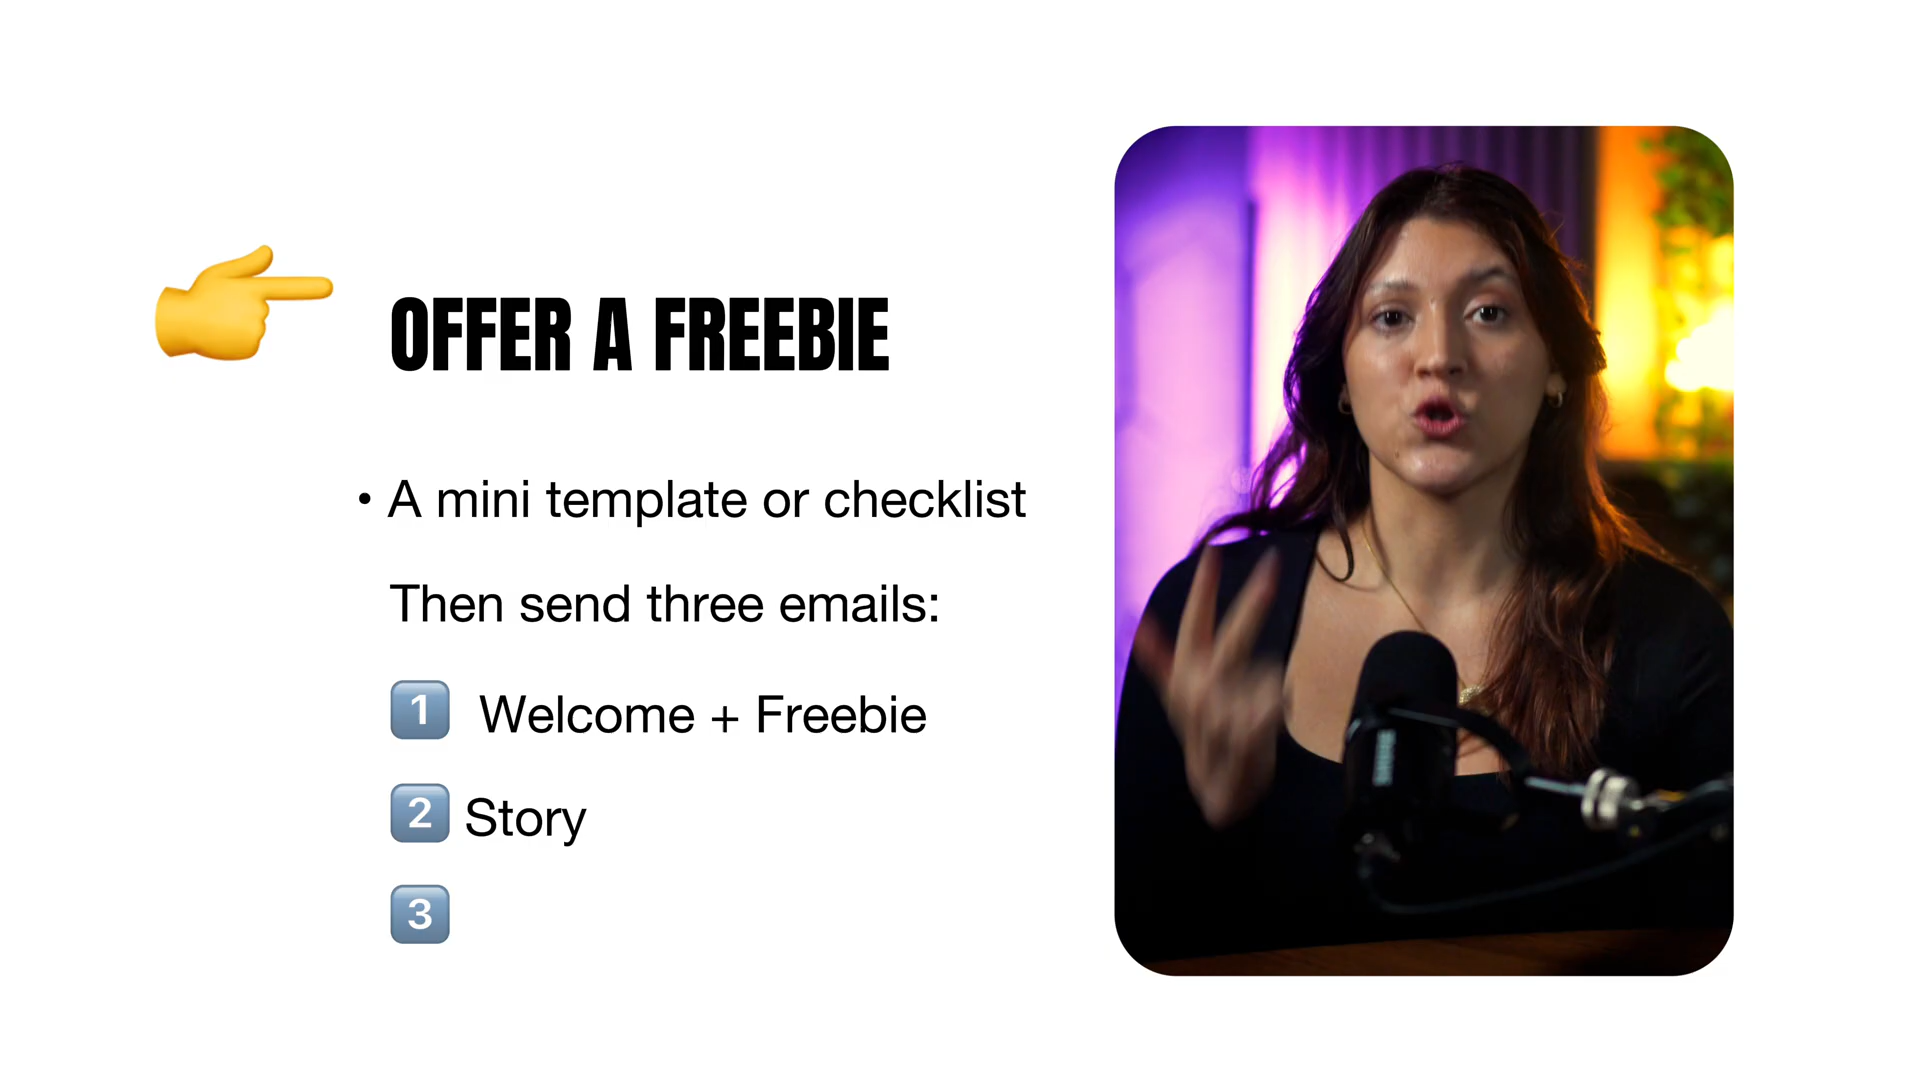 OFFER A FREEBIE
• A mini template or checklist
Then send three emails:
1 Welcome + Freebie
2 Story
3